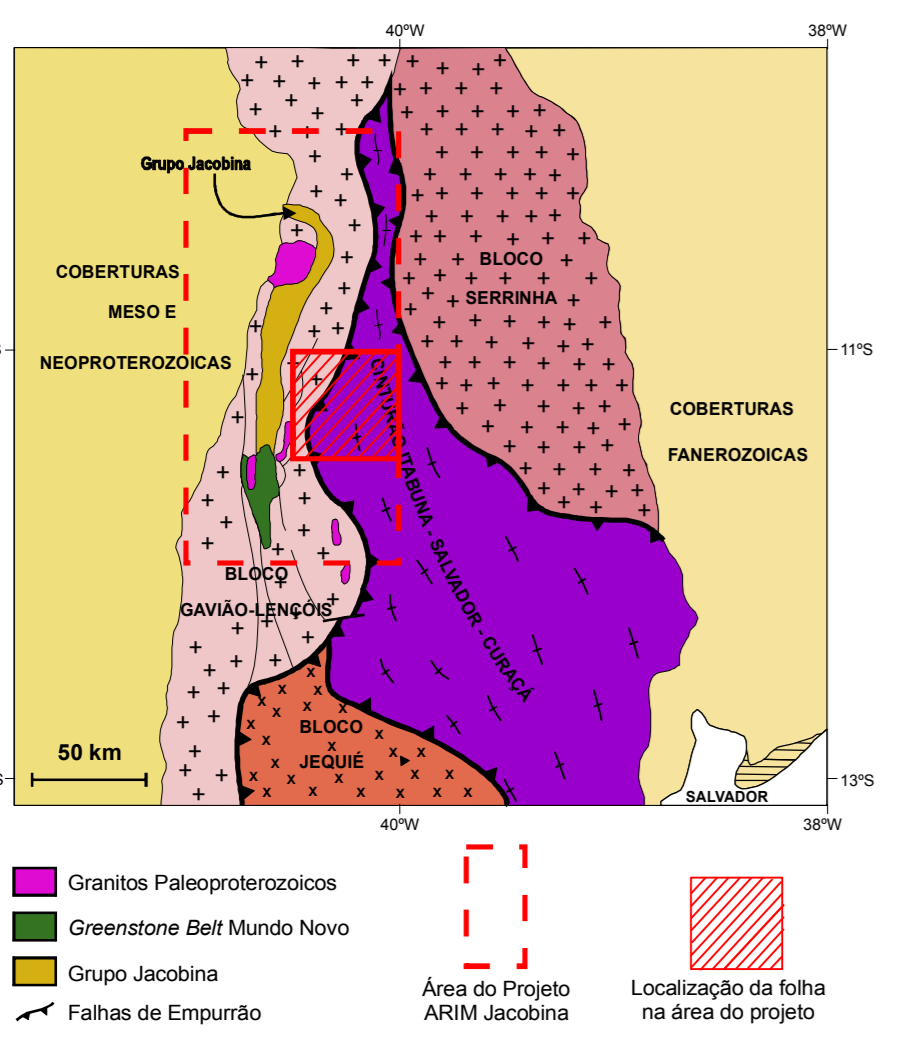 40ºW
38ºW
Grupo Jacobina
BLOCO
SERRINHA
COBERTURAS
MESO E
NEOPROTEROZOICAS
11ºS
COBERTURAS
FANEROZOICAS
CINTURÃO ITABUNA - SALVADOR - CURAÇÁ
BLOCO
GAVIÃO-LENÇÓIS
BLOCO
JEQUIÉ
50 km
S
13ºS
SALVADOR
40ºW
38ºW
Granitos Paleoproterozoicos
Greenstone Belt Mundo Novo
Grupo Jacobina
Falhas de Empurrão
Área do Projeto
ARIM Jacobina
Localização da folha
na área do projeto